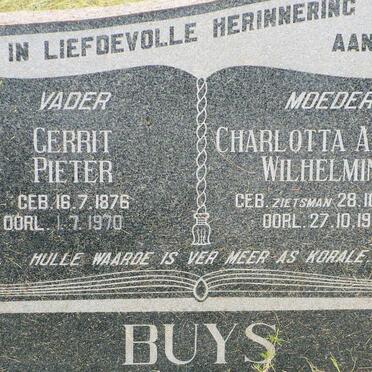 IN LIEFDEVOLLE HERINNERING
AAN
VADER
GERRIT
PIETER
GEB. 16.7.1876
OORL. 1.7.1970
MOEDER
CHARLOTTA A
WILHELMIN
GEB. ZIETSMAN 28.10
OORL. 27.10.19
HULLE WAARDE IS VER MEER AS KORALE.
BUYS